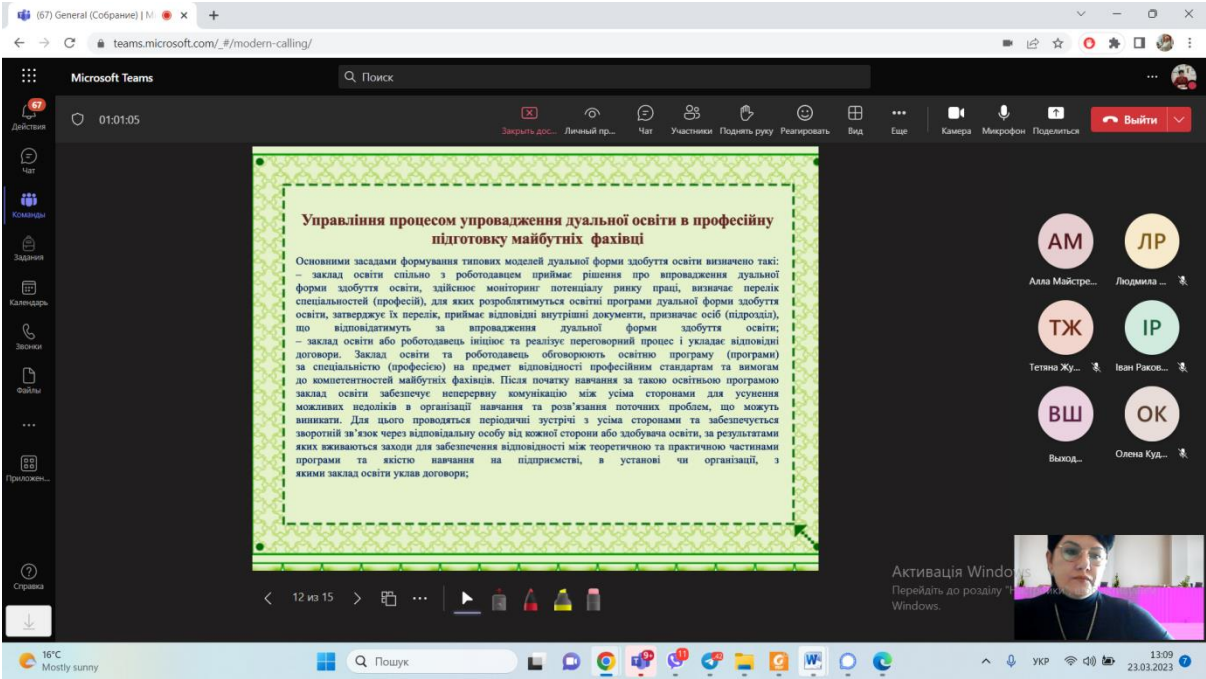 (67) General (Собрание) | M
teams.microsoft.com/_#/modern-calling/
Microsoft Teams
Поиск
67
Действия
Чат
Команды
Задания
Календарь
Звонки
Файлы
Приложен...
Справка
01:01:05
Закрыть дос...
Личный пр...
Чат
Участники
Поднять руку
Реагировать
Вид
Еще
Камера
Микрофон
Поделиться
Выйти
Управління процесом упровадження дуальної освіти в професійну
підготовку майбутніх фахівці
Основними засадами формування типових моделей дуальної форми здобуття освіти визначено такі:
– заклад освіти спільно з роботодавцем приймає рішення про впровадження дуальної
форми здобуття освіти, здійснює моніторинг потенціалу ринку праці, визначає перелік
спеціальностей (професій), для яких розроблятимуться освітні програми дуальної форми здобуття
освіти, затверджує їх перелік, приймає відповідні внутрішні документи, призначає осіб (підрозділ),
що відповідатимуть за впровадження дуальної форми здобуття освіти;
– заклад освіти або роботодавець ініціює та реалізує переговорний процес і укладає відповідні
договори. Заклад освіти та роботодавець обговорюють освітню програму (програми)
за спеціальністю (професією) на предмет відповідності професійним стандартам та вимогам
до компетентностей майбутніх фахівців. Після початку навчання за такою освітньою програмою
заклад освіти забезпечує неперервну комунікацію між усіма сторонами для усунення
можливих недоліків в організації навчання та розв’язання поточних проблем, що можуть
виникати. Для цього проводяться періодичні зустрічі з усіма сторонами та забезпечується
зворотній зв’язок через відповідальну особу від кожної сторони або здобувача освіти, за результатами
яких вживаються заходи для забезпечення відповідності між теоретичною та практичною частинами
програми та якістю навчання на підприємстві, в установі чи організації, з
якими заклад освіти уклав договори;
12 из 15
АМ
Алла Майстре...
ЛР
Людмила ...
ТЖ
Тетяна Жу...
ІР
Іван Раков...
ВШ
Выход...
ОК
Олена Куд...
Активація Windows
Перейдіть до розділу
Windows.
16°C
Mostly sunny
Пошук
УКР
13:09
23.03.2023